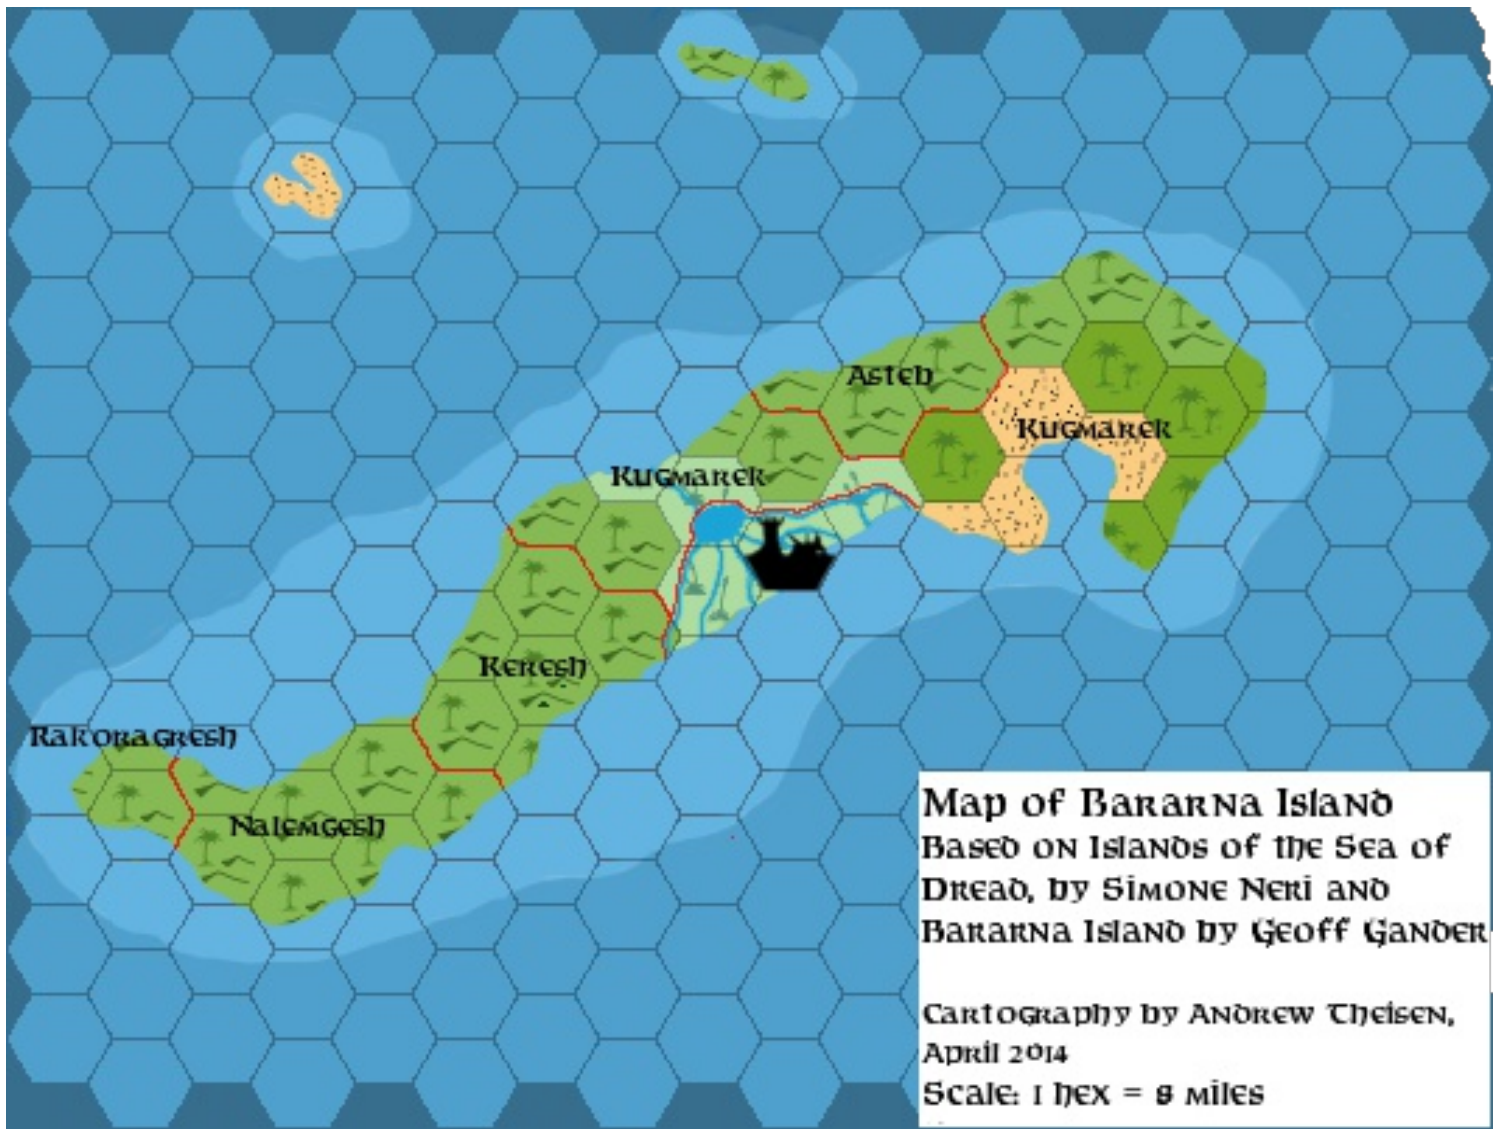 Asteh
Kugmarek
Kugmarek
Keresh
Rakoragresh
Nalemgesh
Map of Bararna Island
Based on Islands of the Sea of
Dread, by Simone Neri and
Bararna Island by Geoff Gander
Cartography by Andrew Theisen,
April 2014
Scale: 1 hex = 8 miles